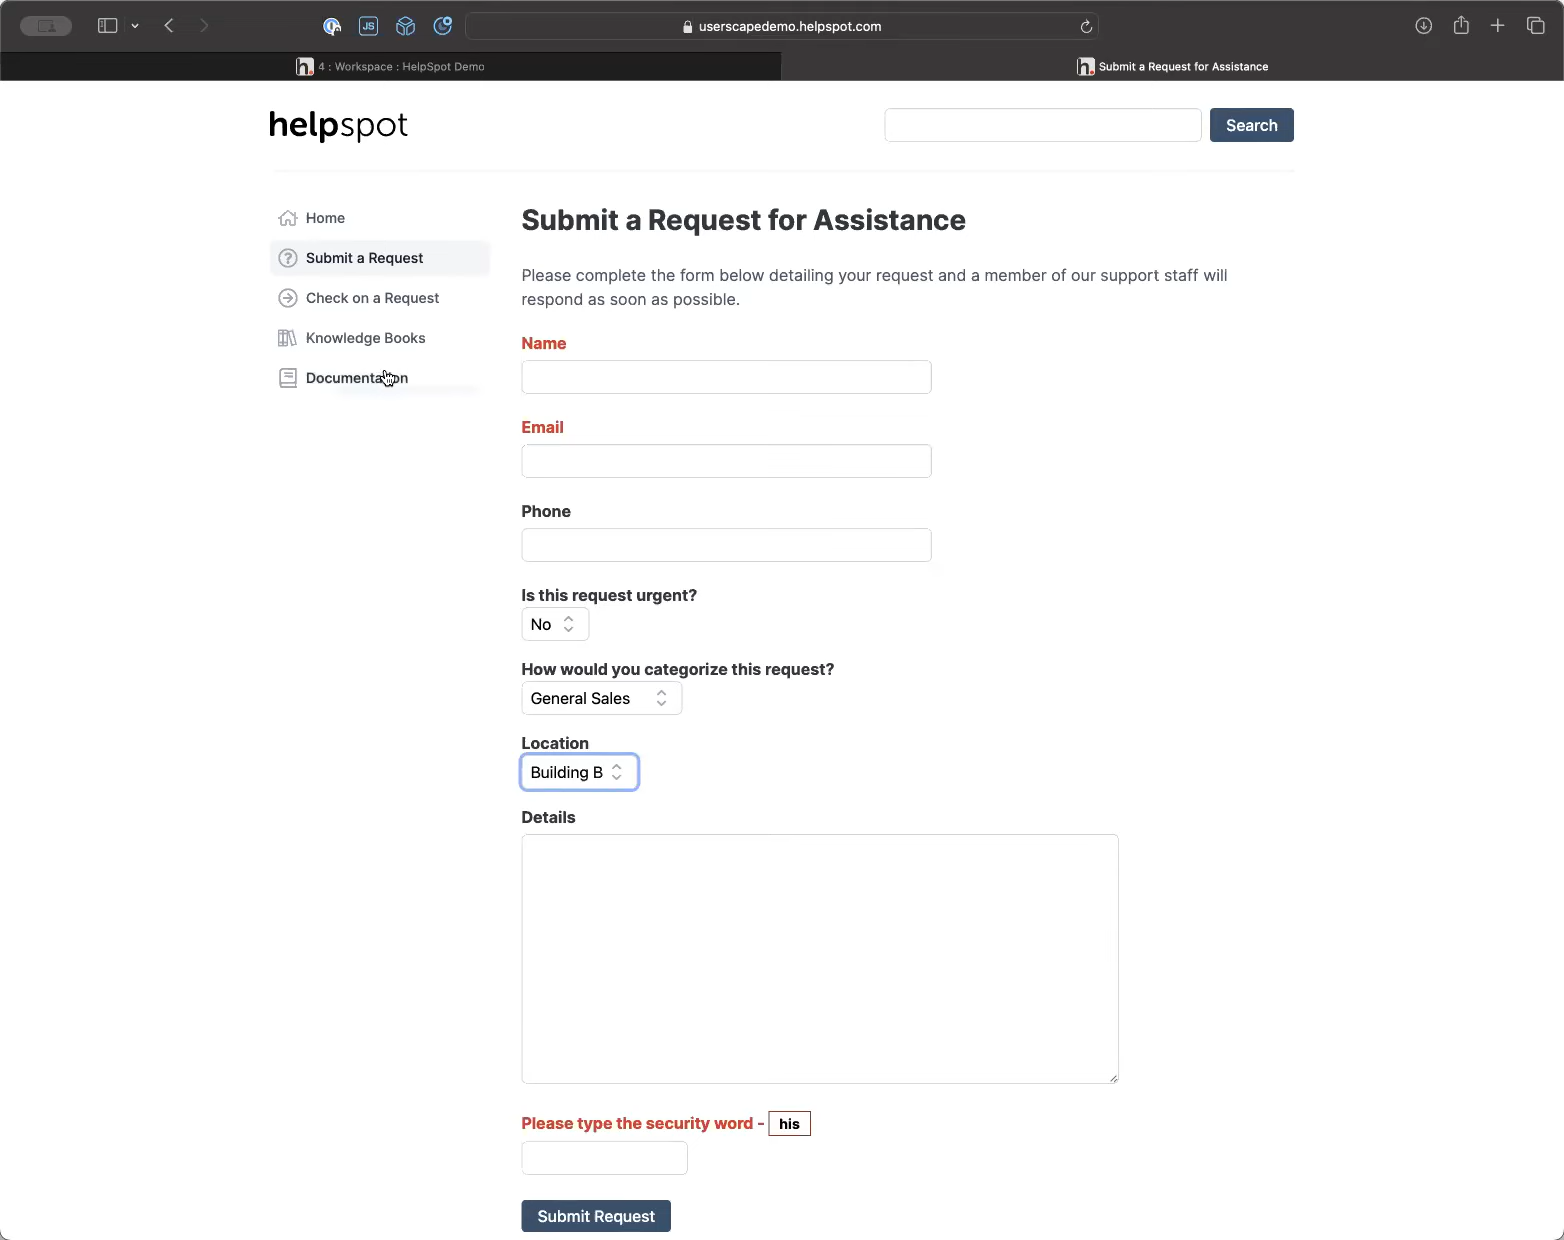 userscapedemo.helpspot.com
4 : Workspace : HelpSpot Demo
Submit a Request for Assistance
helpspot
Search
Home
Submit a Request
Check on a Request
Knowledge Books
Documentation
Submit a Request for Assistance
Please complete the form below detailing your request and a member of our support staff will
respond as soon as possible.
Name
Email
Phone
Is this request urgent?
No
How would you categorize this request?
General Sales
Location
Building B
Details
Please type the security word - his
Submit Request